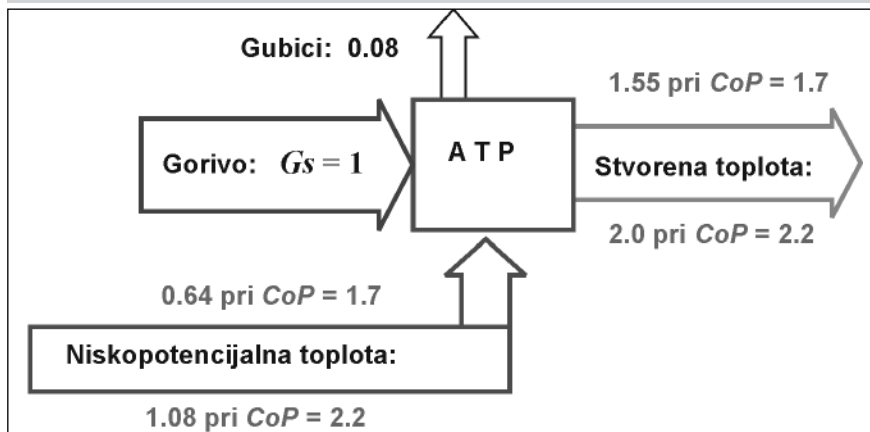 Gubici: 0.08
1.55 pri CoP = 1.7
Gorivo: Gs = 1
A T P
Stvorena toplota:
2.0 pri CoP = 2.2
0.64 pri CoP = 1.7
Niskopotencijalna toplota:
1.08 pri CoP = 2.2